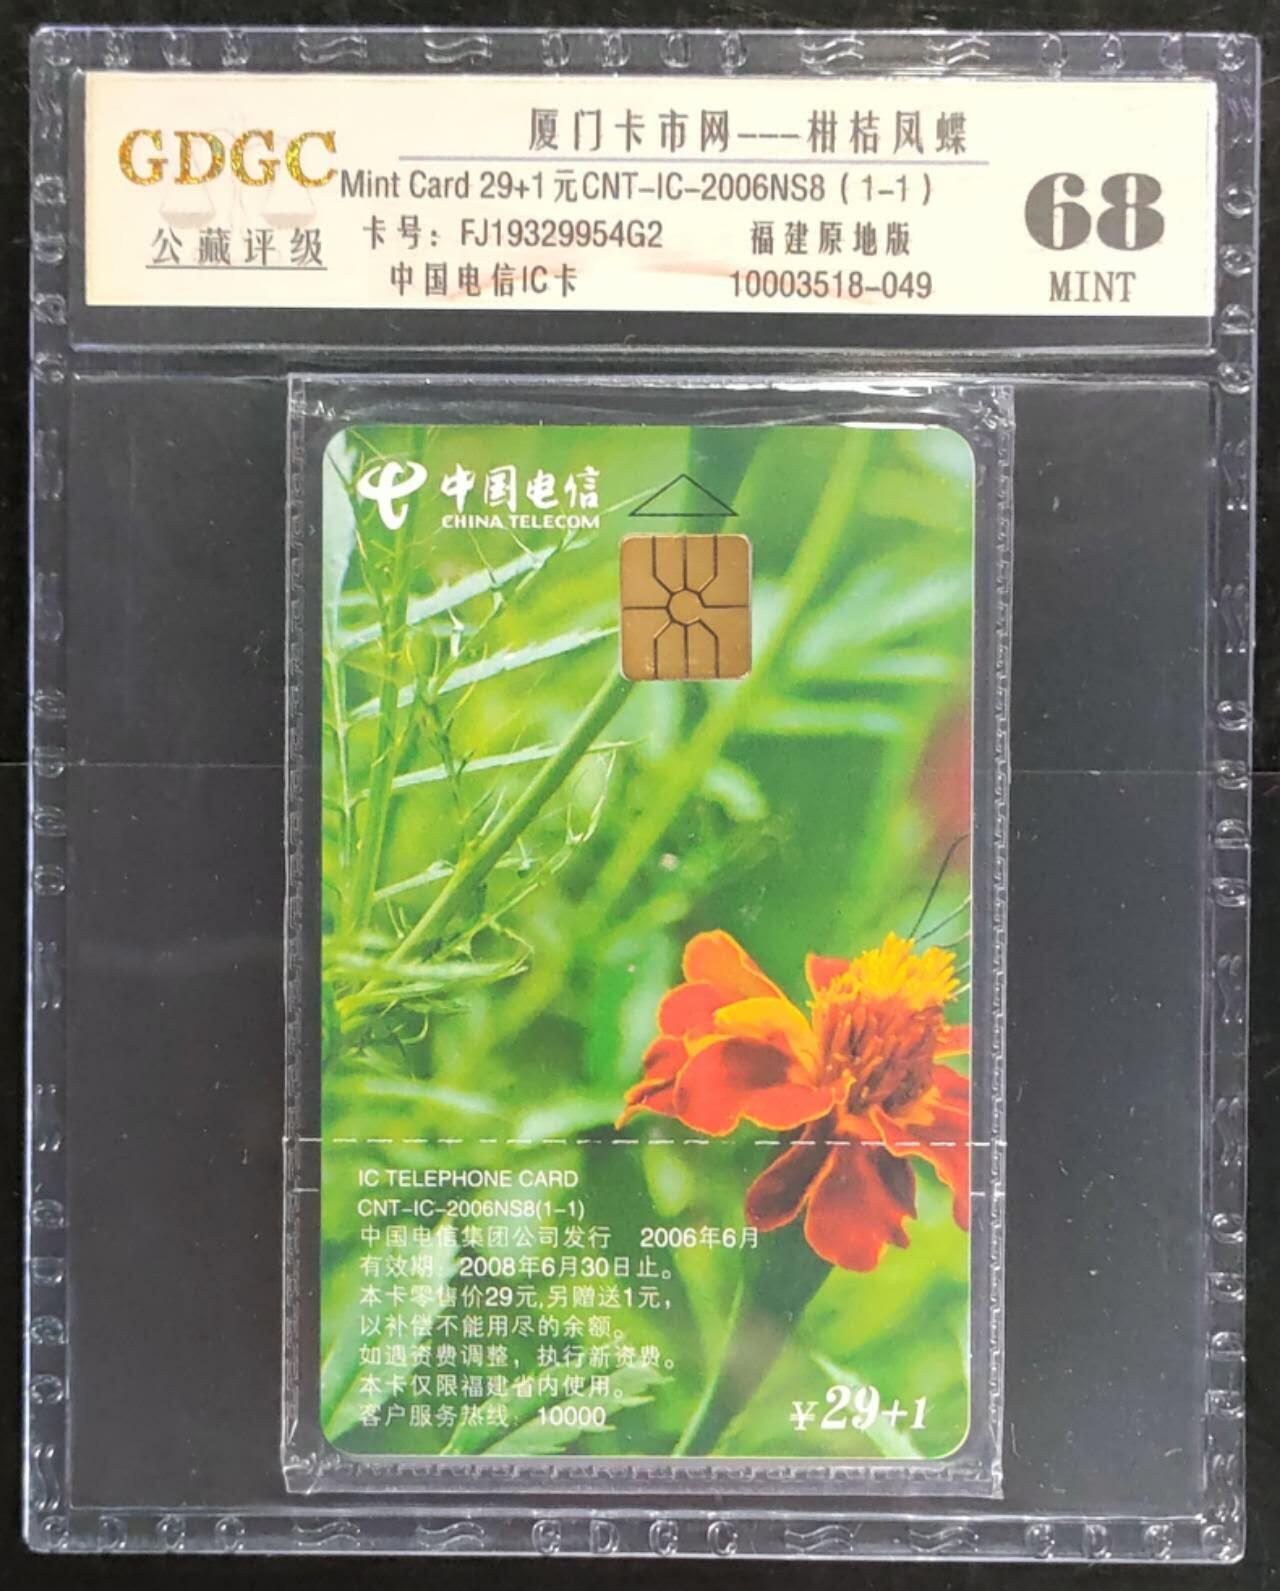 GDGC
公藏评级
厦门卡市网---柑桔凤蝶
Mint Card 29+1元CNT-IC-2006NS8 ( 1-1 )
卡号: FJ19329954G2 福建原地版
中国电信IC卡 10003518-049
68
MINT
中国电信
CHINA TELECOM
IC TELEPHONE CARD
CNT-IC-2006NS8(1-1)
中国电信集团公司发行 2006年6月
有效期: 2008年6月30日止。
本卡零售价29元,另赠送1元,
以补偿不能用尽的余额。
如遇资费调整，执行新资费。
本卡仅限福建省内使用。
客户服务热线: 10000
¥29+1